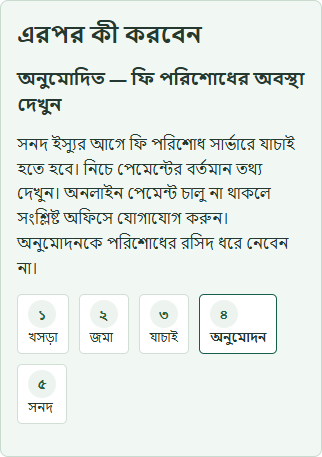 এরপর কী করবেন
অনুমোদিত — ফি পরিশোধের অবস্থা
দেখুন
সনদ ইস্যুর আগে ফি পরিশোধ সার্ভারে যাচাই
হতে হবে। নিচে পেমেন্টের বর্তমান তথ্য
দেখুন। অনলাইন পেমেন্ট চালু না থাকলে
সংশ্লিষ্ট অফিসে যোগাযোগ করুন।
অনুমোদনকে পরিশোধের রসিদ ধরে নেবেন
না।
১ ২ ৩ ৪
খসড়া জমা যাচাই অনুমোদন
৫
সনদ